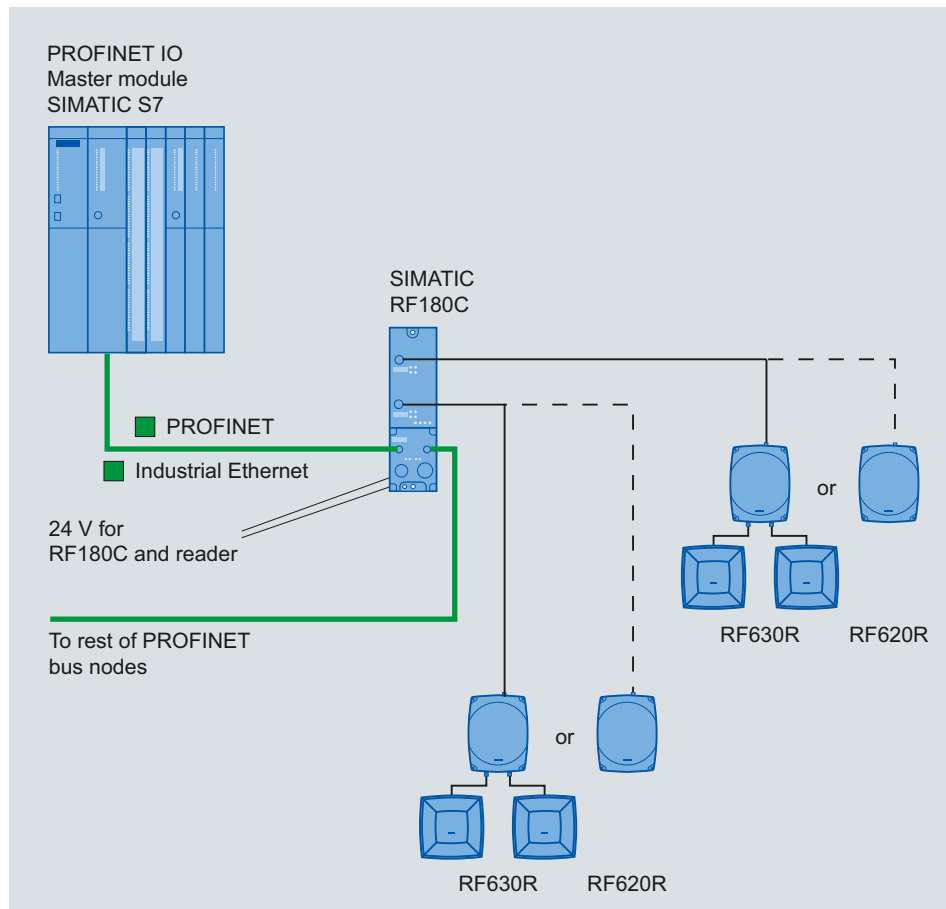 PROFINET IO
Master module
SIMATIC S7
SIMATIC
RF180C
PROFINET
Industrial Ethernet
24 V for
RF180C and reader
To rest of PROFINET
bus nodes
or
RF630R
RF620R
or
RF630R
RF620R